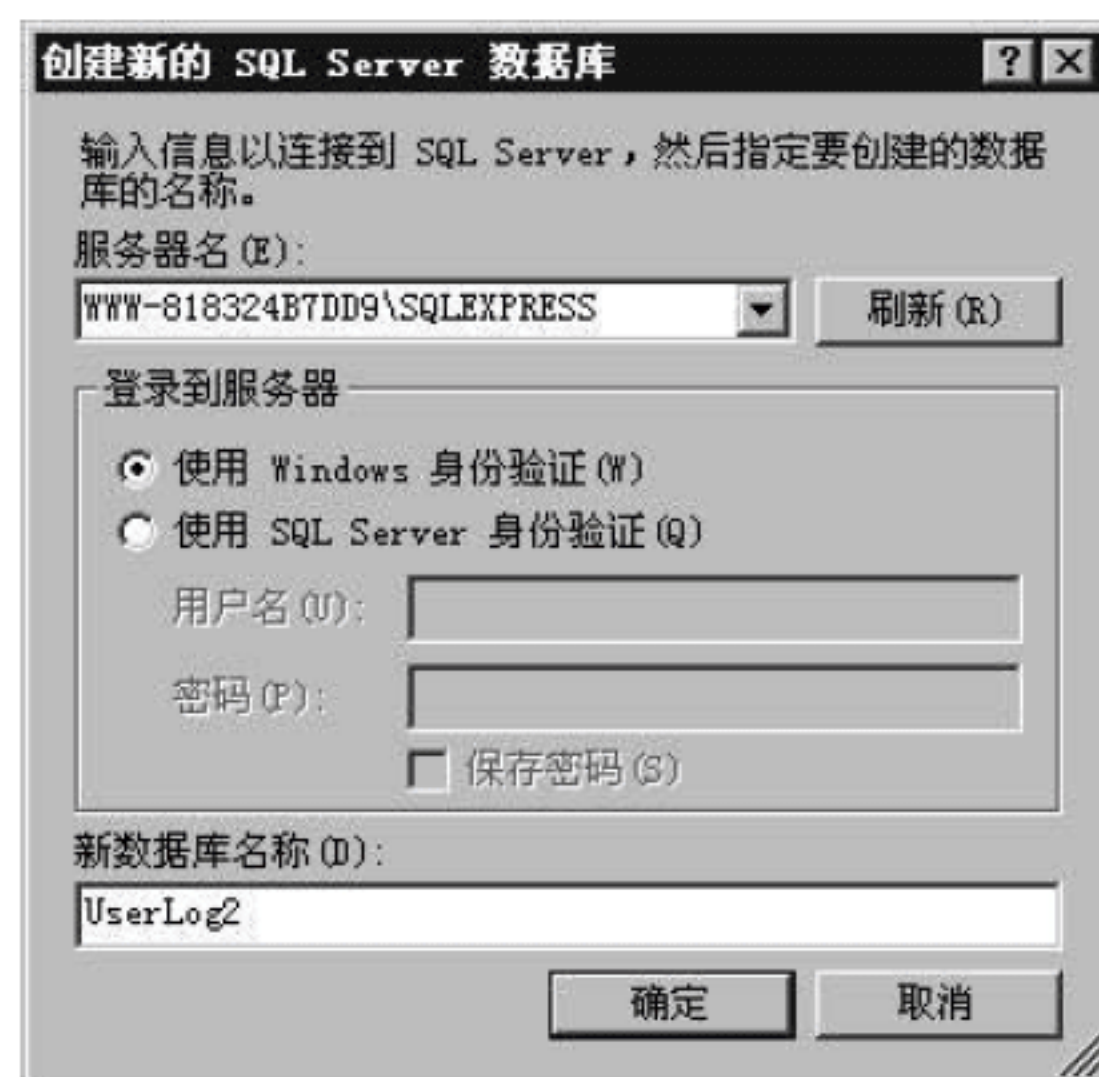 创建新的 SQL Server 数据库
输入信息以连接到 SQL Server，然后指定要创建的数据
库的名称。
服务器名(E):
WWW-818324B7DD9\SQLEXPRESS
刷新(R)
登录到服务器
使用 Windows 身份验证(W)
使用 SQL Server 身份验证(Q)
用户名(U):
密码(P):
保存密码(S)
新数据库名称(D):
UserLog2
确定
取消